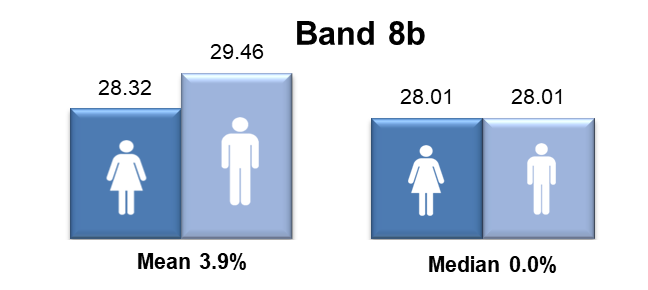 Band 8b
28.32
29.46
28.01 28.01
Mean 3.9%
Median 0.0%